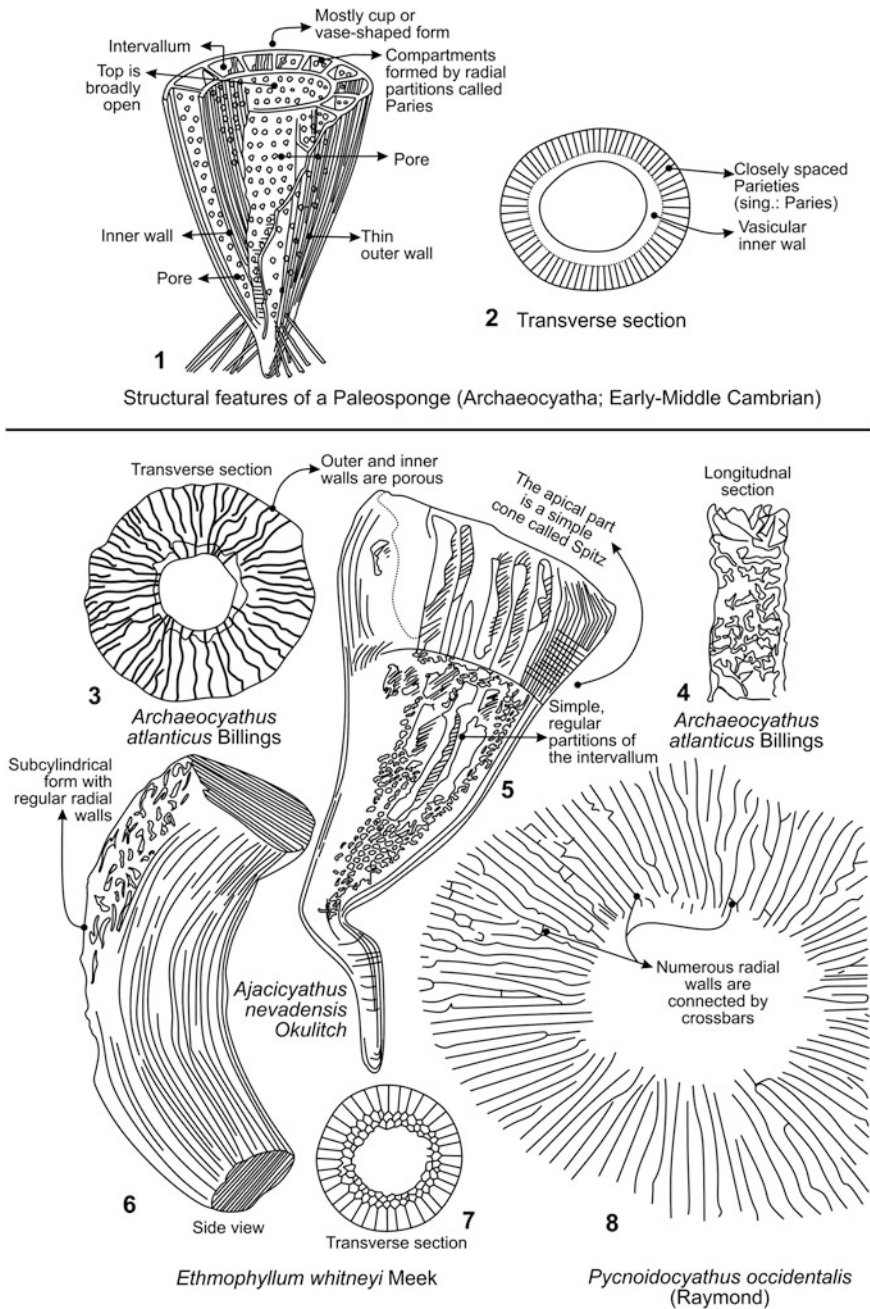 Mostly cup or
vase-shaped form
Intervallum
Top is
broadly
open
Compartments
formed by radial
partitions called
Paries
Pore
Inner wall
Thin
outer wall
Pore
1
Closely spaced
Parieties
(sing.: Paries)
Vasicular
inner wal
2 Transverse section
Structural features of a Paleosponge (Archaeocyatha; Early-Middle Cambrian)
Transverse section
Outer and inner
walls are porous
3
Archaeocyathus
atlanticus Billings
The apical part
is a simple
cone called Spitz
Longitudnal
section
4
Archaeocyathus
atlanticus Billings
Simple,
regular
partitions of
the intervallum
5
Ajacicyathus
nevadensis
Okulitch
Subcylindrical
form with
regular radial
walls
6
Side view
7
Transverse section
Ethmophyllum whitneyi Meek
Numerous radial
walls are
connected by
crossbars
8
Pycnoidocyathus occidentalis
(Raymond)